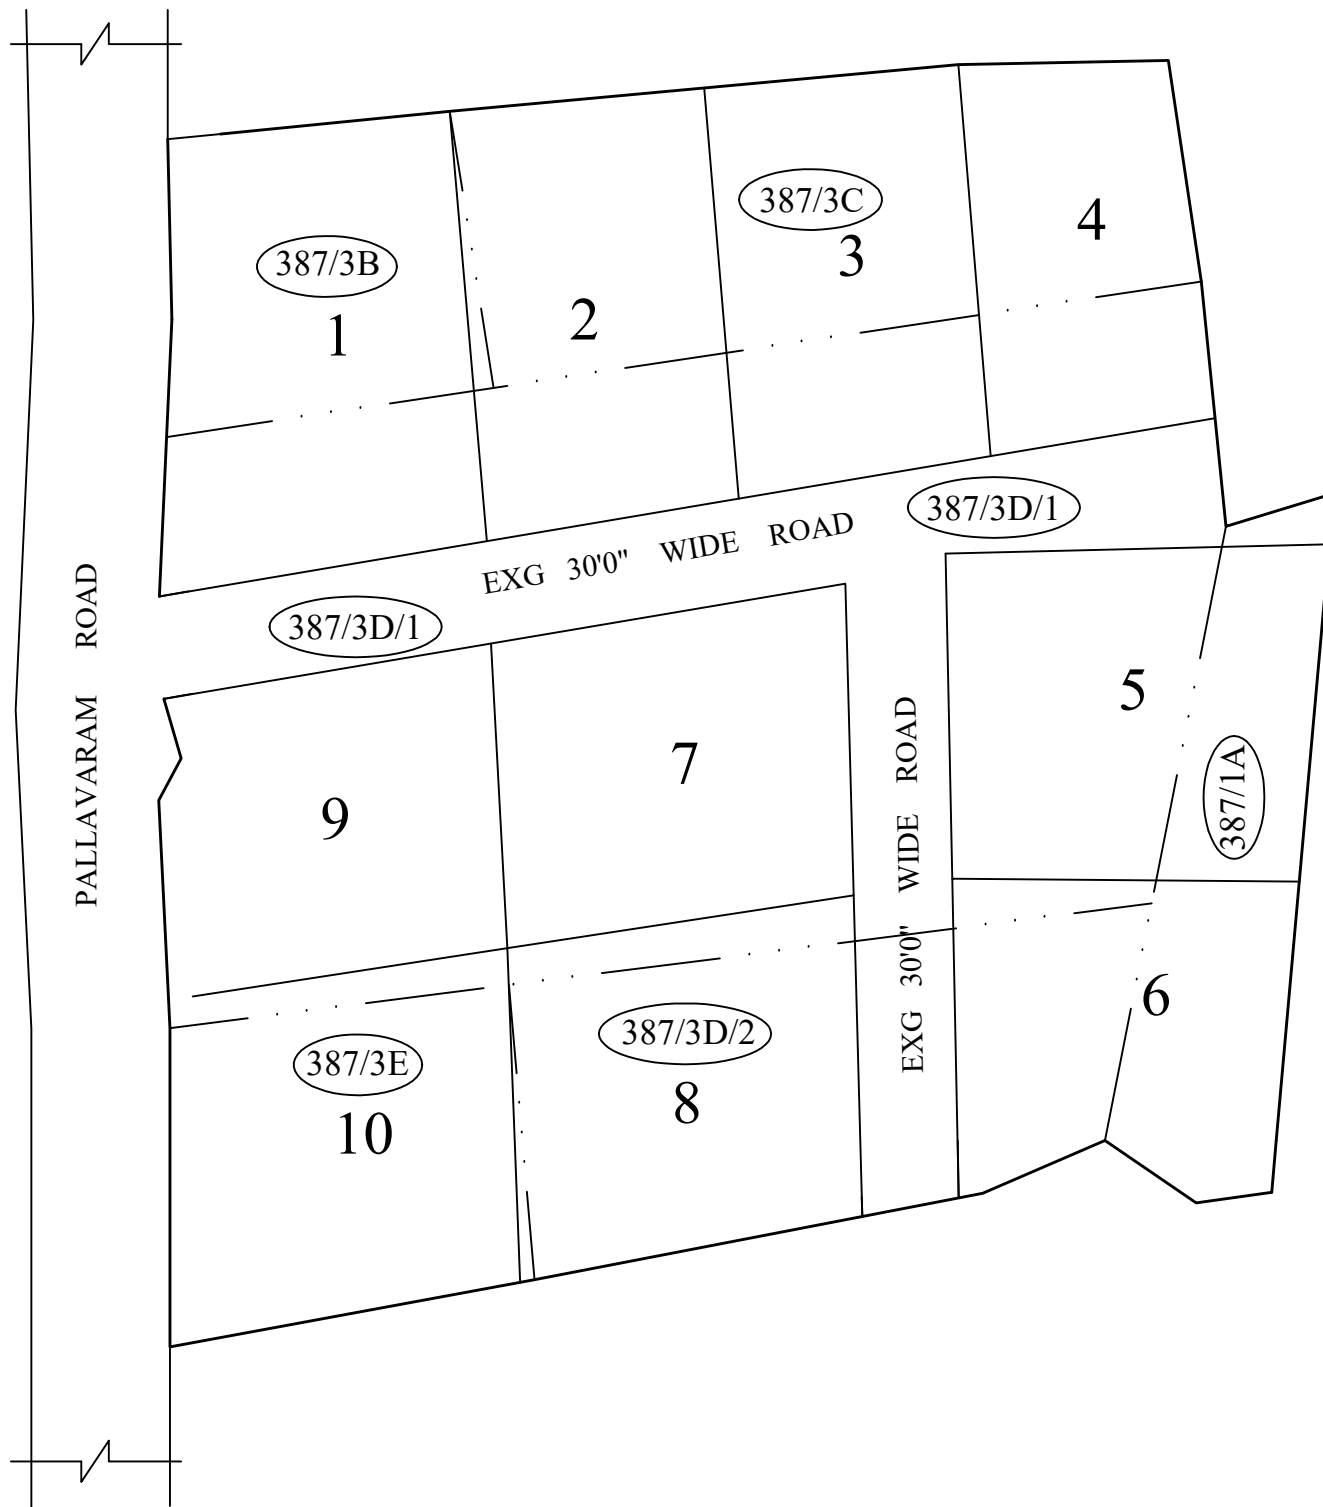 387/3C
4
387/3B
3
2
1
387/3D/1
EXG 30'0" WIDE ROAD
387/3D/1
PALLAVARAM ROAD
5
7
9
387/1A
EXG 30'0" WIDE ROAD
6
387/3D/2
387/3E
8
10